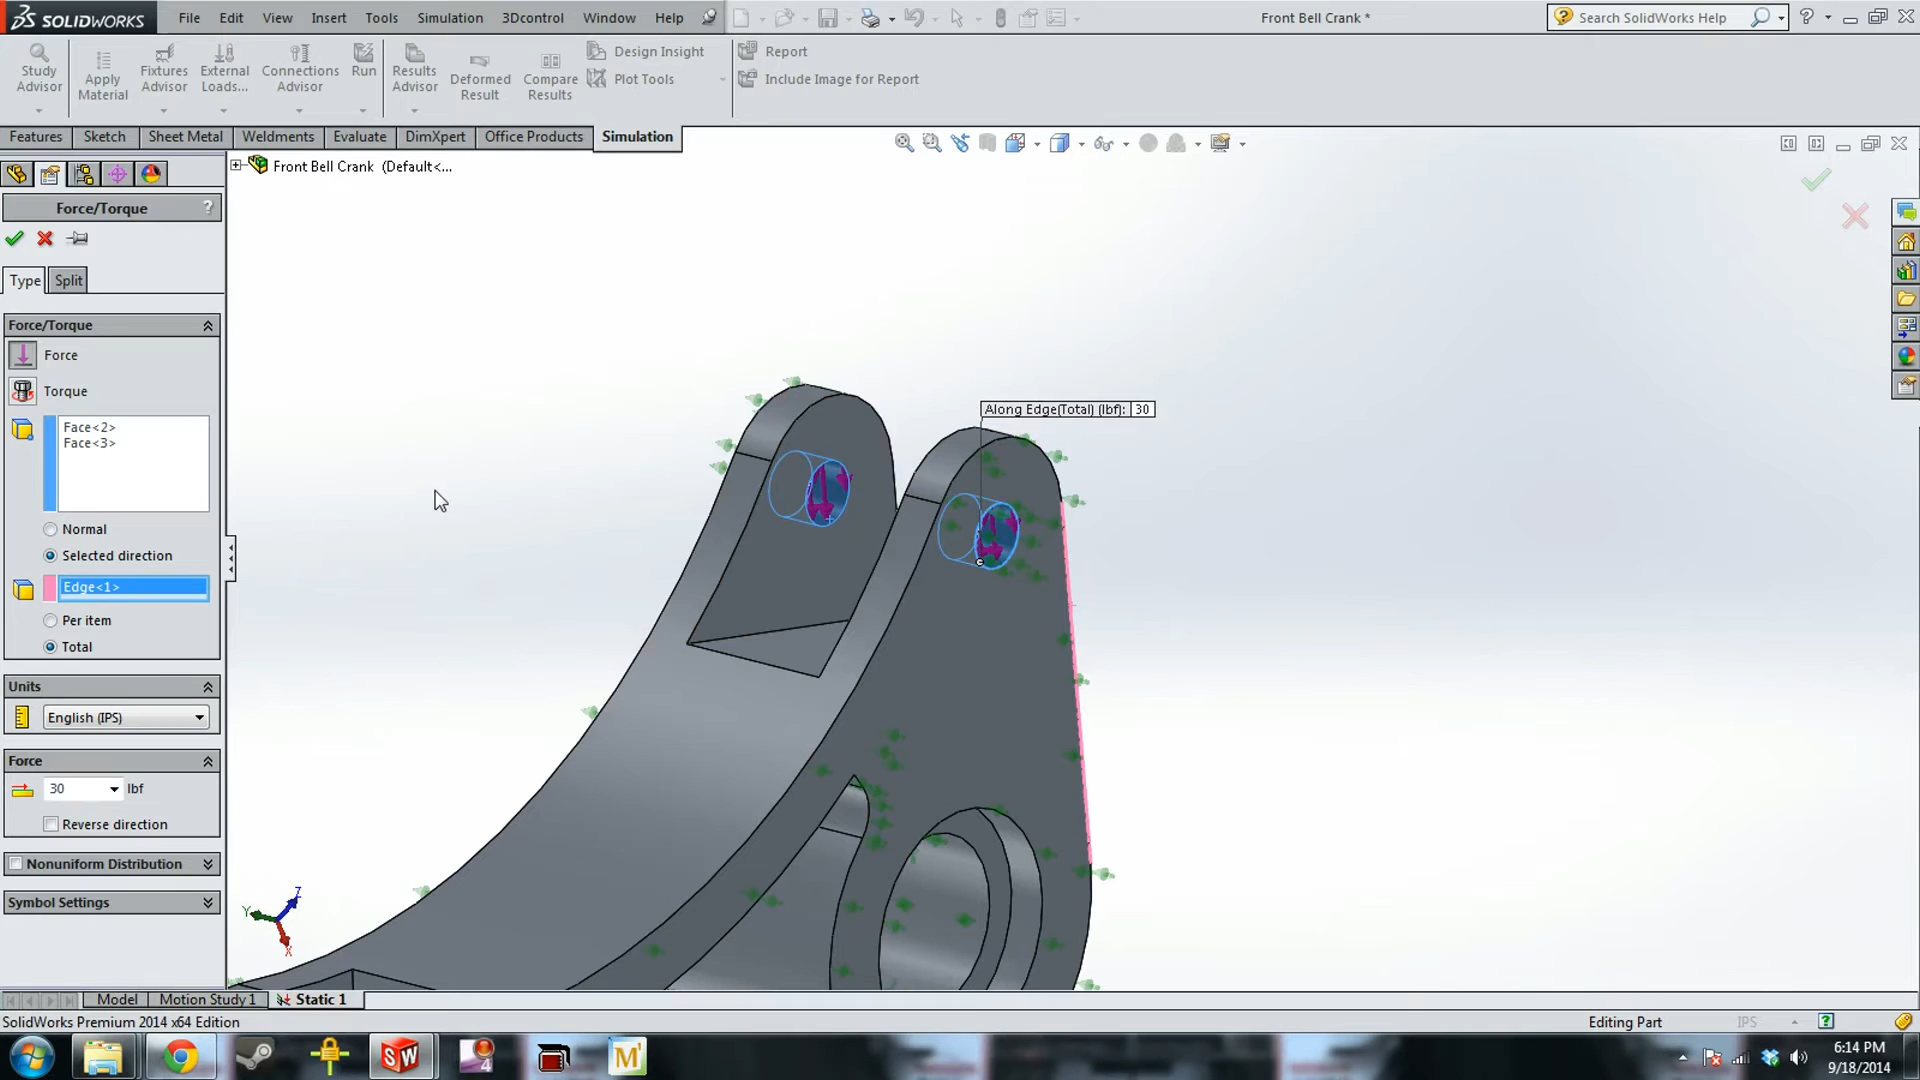 SOLIDWORKS File Edit View Insert Tools Simulation 3Dcontrol Window Help Front Bell Crank * Search SolidWorks Help
Study Advisor
Apply Material
Fixtures Advisor
External Loads...
Connections Advisor
Run
Results Advisor
Deformed Result
Compare Results
Design Insight
Plot Tools
Report
Include Image for Report
Features Sketch Sheet Metal Weldments Evaluate DimXpert Office Products Simulation
Front Bell Crank (Default<...
Force/Torque ?
Type Split
Force/Torque
Force
Torque
Face<2>
Face<3>
Normal
Selected direction
Edge<1>
Per item
Total
Units
English (IPS)
Force
30 lbf
Reverse direction
Nonuniform Distribution
Symbol Settings
Along Edge(Total) (lbf): 30
Z
Y
X
Model Motion Study 1 Static 1
SolidWorks Premium 2014 x64 Edition Editing Part IPS
SW
4
M'
6:14 PM
9/18/2014